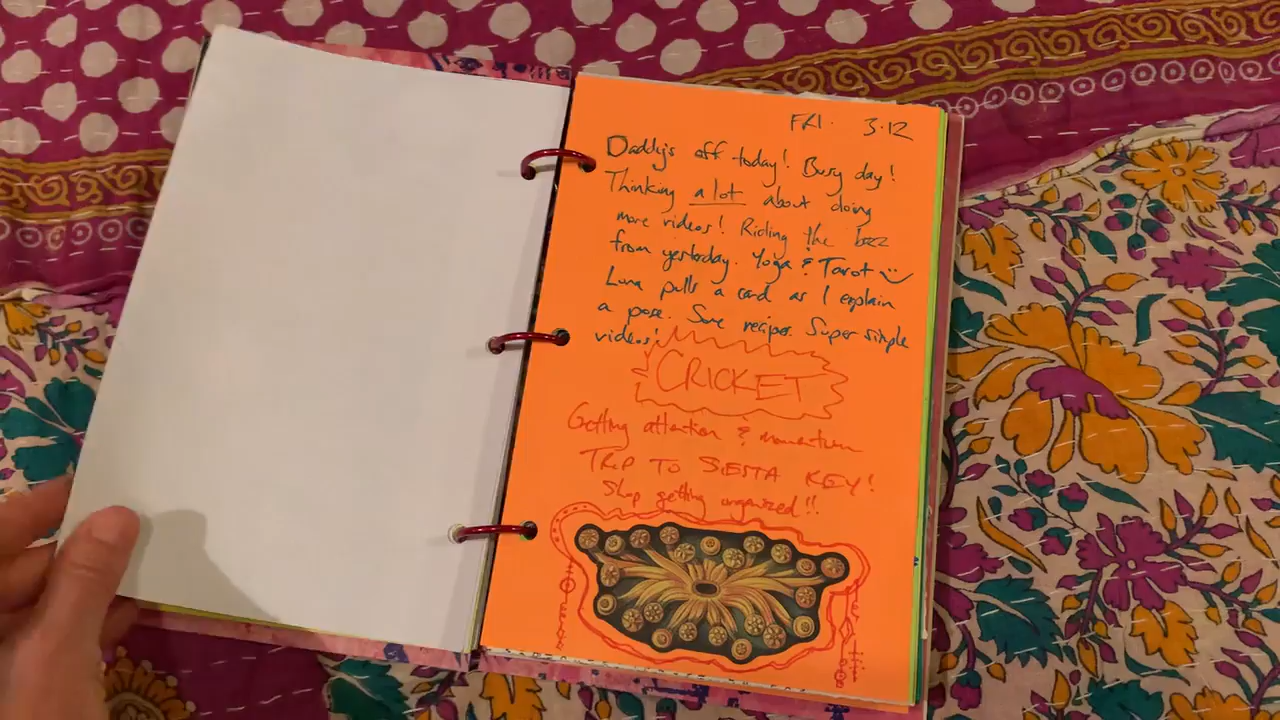 FRI. 3.12
Daddy's off today! Busy day!
Thinking a lot about doing
more videos! Riding the buzz
from yesterday. Yoga & Tarot
Luna pulls a card as I explain
a pose. Some recipes. Super simple
videos!
CRICKET
Getting attention & momentum
TRIP TO SIESTA KEY!
Shop getting organized!!